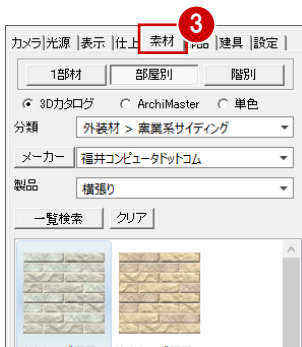 3
カメラ 光源 表示 仕上 素材 部品 建具 設定
1部材 部屋別 階別
3Dカタログ ArchiMaster 単色
分類 外装材 > 窯業系サイディング
メーカー 福井コンピュータドットコム
製品 横張り
一覧検索 クリア